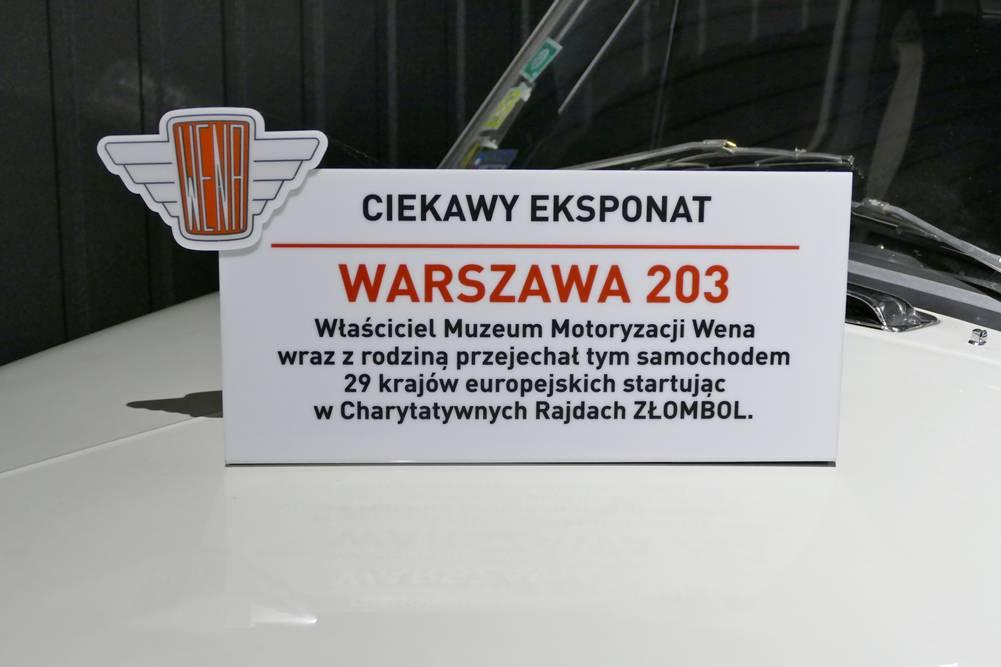 WENA
CIEKAWY EKSPONAT
WARSZAWA 203
Właściciel Muzeum Motoryzacji Wena
wraz z rodziną przejechał tym samochodem
29 krajów europejskich startując
w Charytatywnych Rajdach ZŁOMBOL.